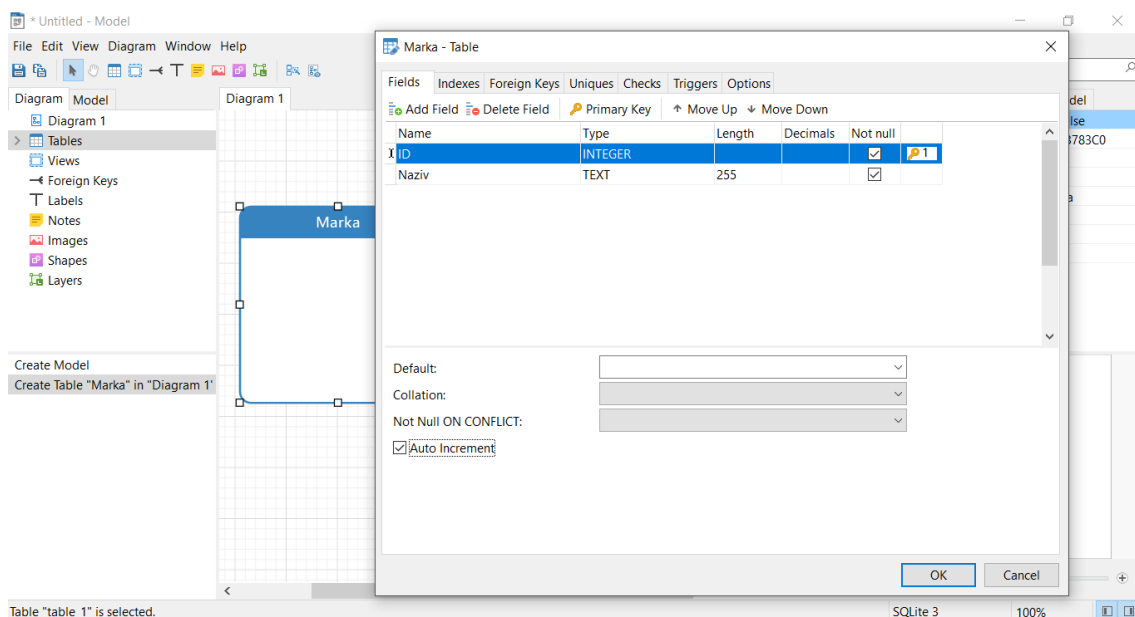 * Untitled - Model
File Edit View Diagram Window Help
Diagram Model
Diagram 1
Tables
Views
Foreign Keys
Labels
Notes
Images
Shapes
Layers
Create Model
Create Table "Marka" in "Diagram 1"
Diagram 1
Marka
Marka - Table
Fields Indexes Foreign Keys Uniques Checks Triggers Options
Add Field Delete Field Primary Key Move Up Move Down
Name Type Length Decimals Not null
ID INTEGER 1
Naziv TEXT 255
Default:
Collation:
Not Null ON CONFLICT:
Auto Increment
OK Cancel
del
lse
3783C0
a
Table "table_1" is selected. SQLite 3 100%